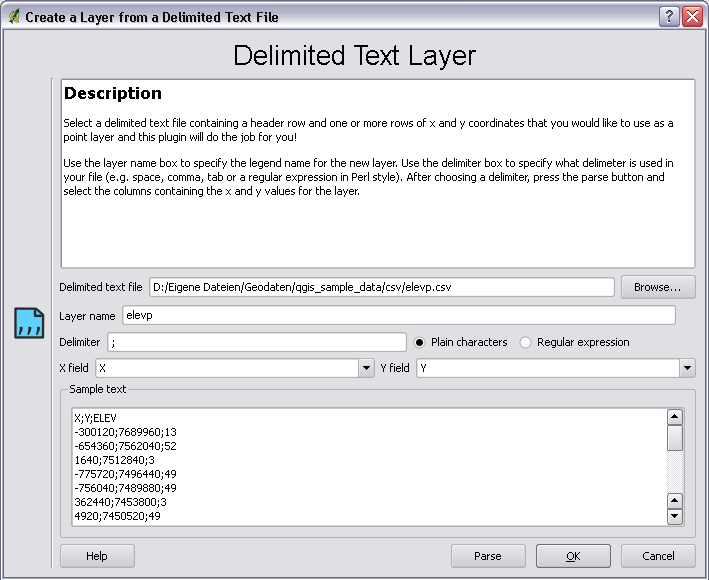 Create a Layer from a Delimited Text File
Delimited Text Layer
Description
Select a delimited text file containing a header row and one or more rows of x and y coordinates that you would like to use as a
point layer and this plugin will do the job for you!
Use the layer name box to specify the legend name for the new layer. Use the delimiter box to specify what delimeter is used in
your file (e.g. space, comma, tab or a regular expression in Perl style). After choosing a delimiter, press the parse button and
select the columns containing the x and y values for the layer.
Delimited text file D:/Eigene Dateien/Geodaten/qgis_sample_data/csv/elevp.csv Browse...
Layer name elevp
Delimiter ; Plain characters Regular expression
X field X Y field Y
Sample text
X;Y;ELEV
-300120;7689960;13
-654360;7562040;52
1640;7512840;3
-775720;7496440;49
-756040;7489880;49
362440;7453800;3
4920;7450520;49
Help Parse OK Cancel